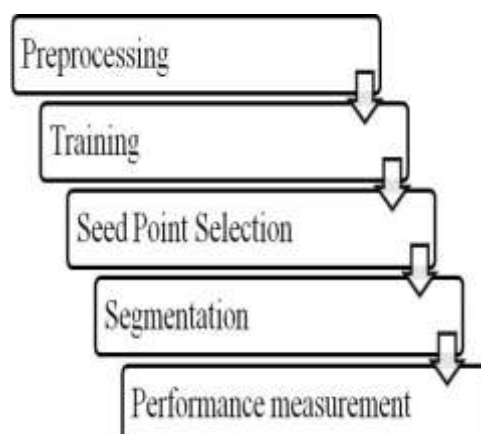 Preprocessing
Training
Seed Point Selection
Segmentation
Performance measurement